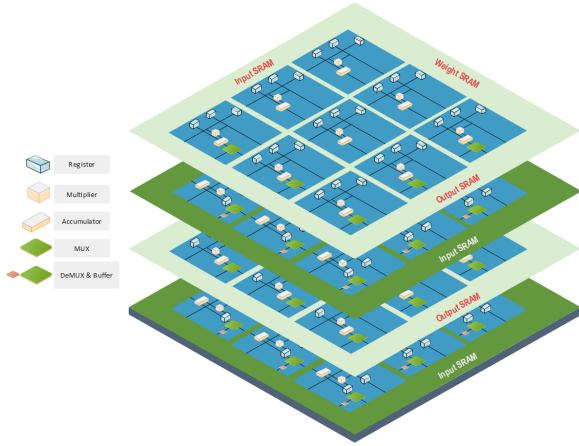 Input SRAM
Weight SRAM
Output SRAM
Input SRAM
Output SRAM
Input SRAM
Register
Multiplier
Accumulator
MUX
DeMUX & Buffer